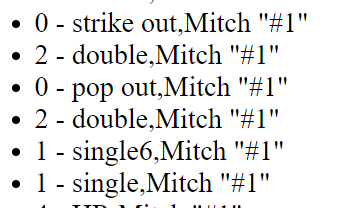 0 - strike out,Mitch "#1"
2 - double,Mitch "#1"
0 - pop out,Mitch "#1"
2 - double,Mitch "#1"
1 - single6,Mitch "#1"
1 - single,Mitch "#1"